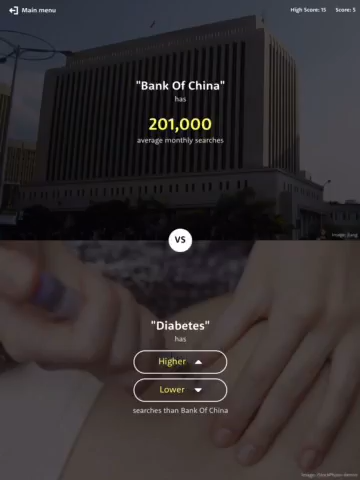 Main menu
High Score: 15 Score: 5
"Bank Of China"
has
201,000
average monthly searches
VS
"Diabetes"
has
Higher
Lower
searches than Bank Of China